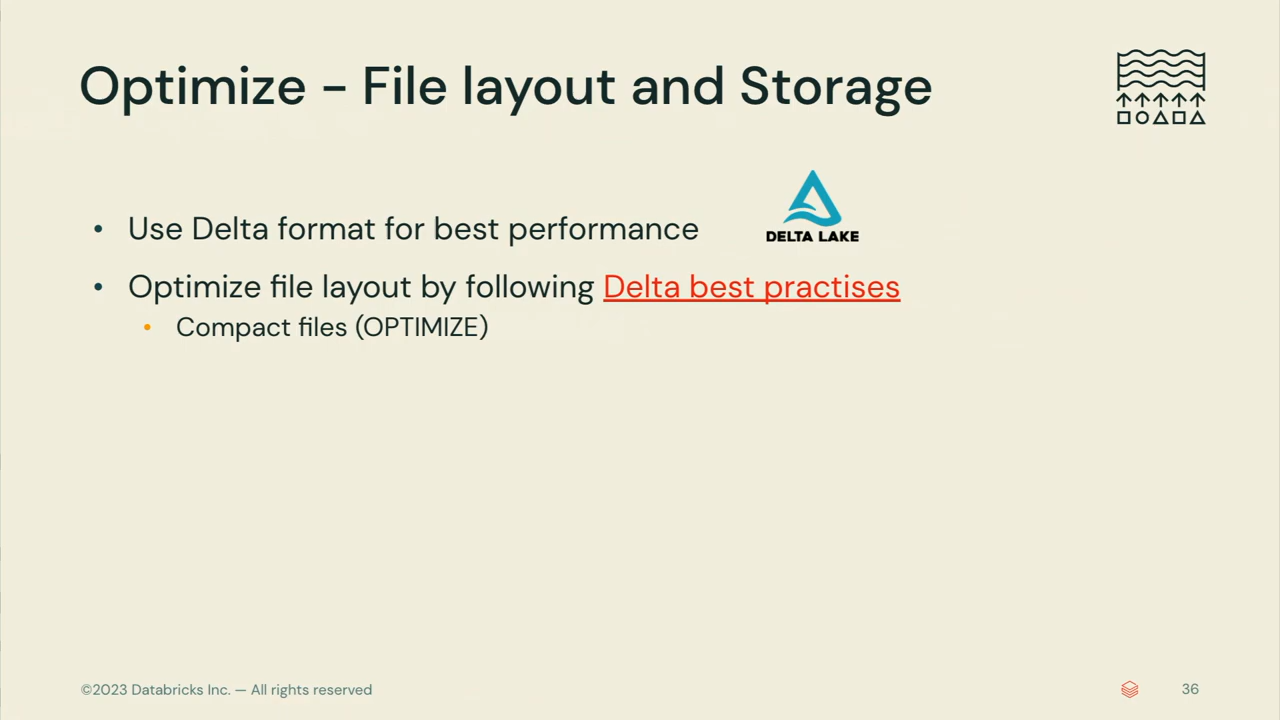 Optimize - File layout and Storage
• Use Delta format for best performance
DELTA LAKE
• Optimize file layout by following Delta best practises
• Compact files (OPTIMIZE)
©2023 Databricks Inc. — All rights reserved
36